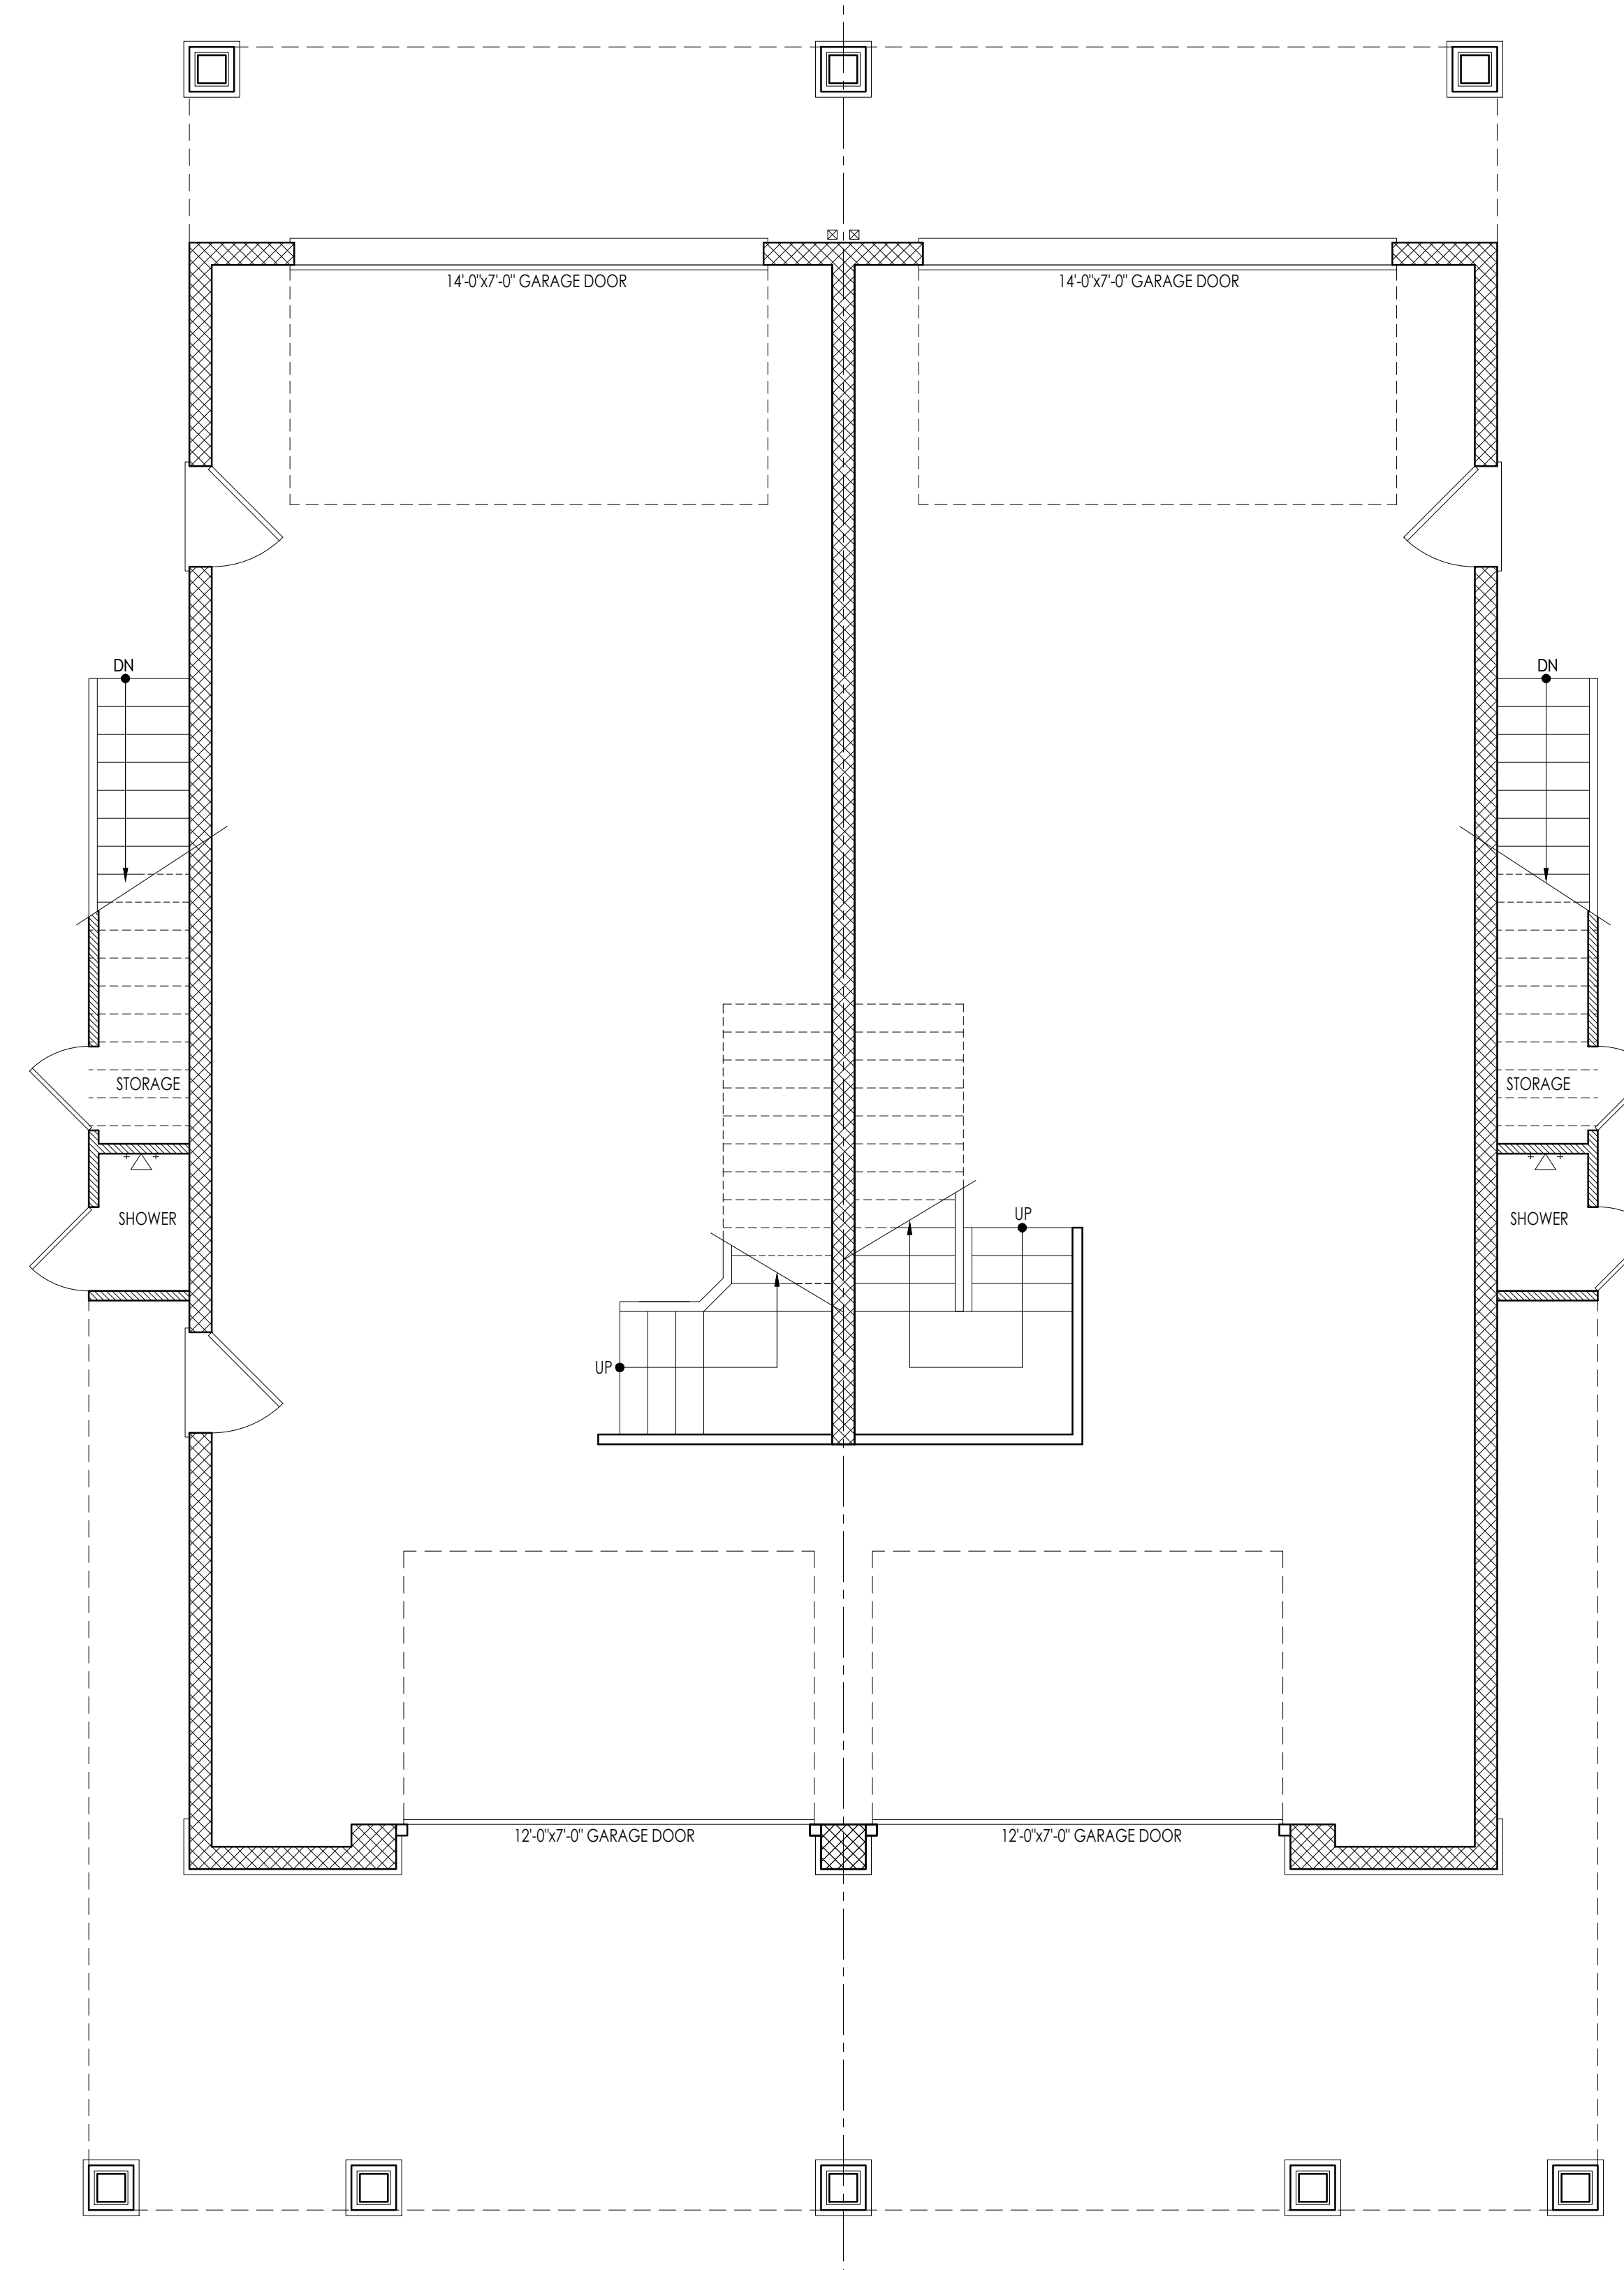 14'-0"x7'-0" GARAGE DOOR
14'-0"x7'-0" GARAGE DOOR
DN
DN
STORAGE
STORAGE
SHOWER
SHOWER
UP
UP
12'-0"x7'-0" GARAGE DOOR
12'-0"x7'-0" GARAGE DOOR